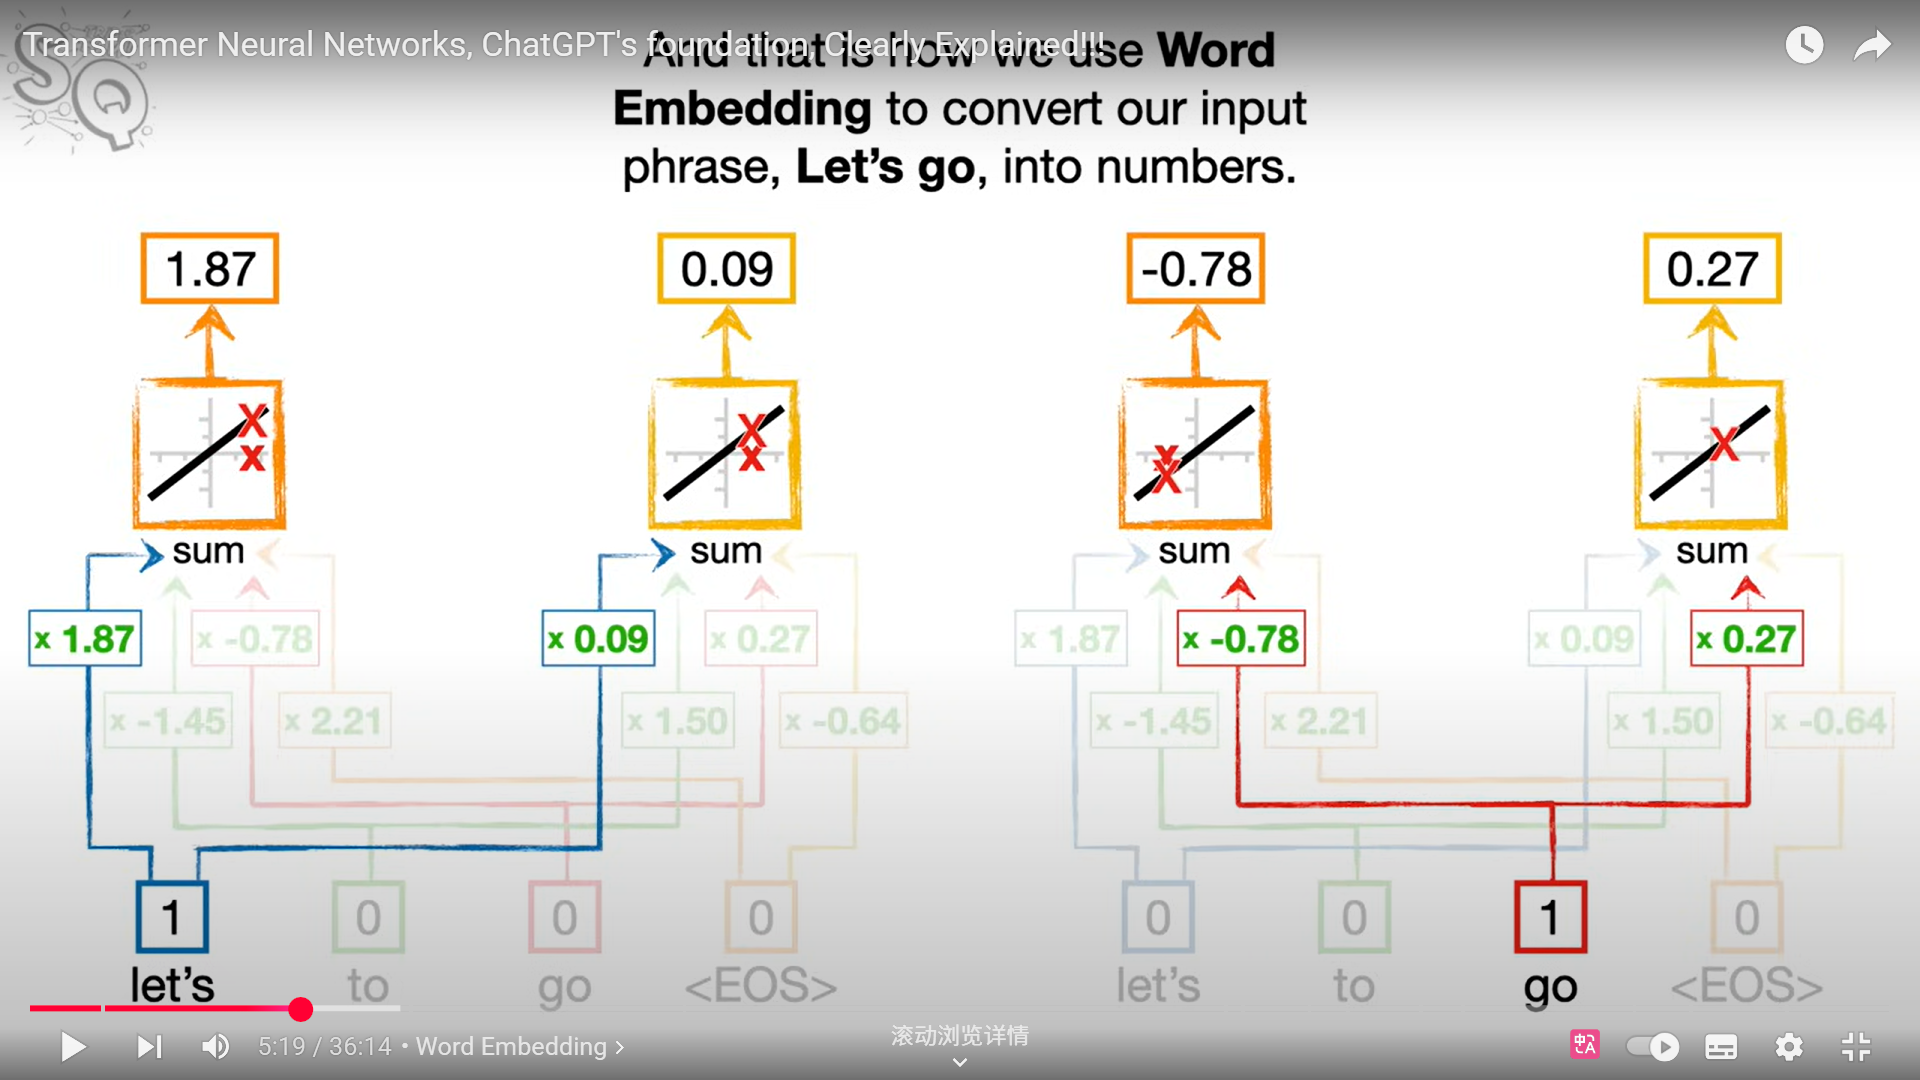 Transformer Neural Networks, ChatGPT's foundation, Clearly Explained!!!
SQ
And that is how we use Word
Embedding to convert our input
phrase, Let's go, into numbers.
1.87 0.09 -0.78 0.27
sum sum sum sum
x 1.87 x -0.78 x 0.09 x 0.27 x 1.87 x -0.78 x 0.09 x 0.27
x -1.45 x 2.21 x 1.50 x -0.64 x -1.45 x 2.21 x 1.50 x -0.64
1 0 0 0 0 0 1 0
let's to go <EOS> let's to go <EOS>
5:19 / 36:14 • Word Embedding
滚动浏览详情
中 A